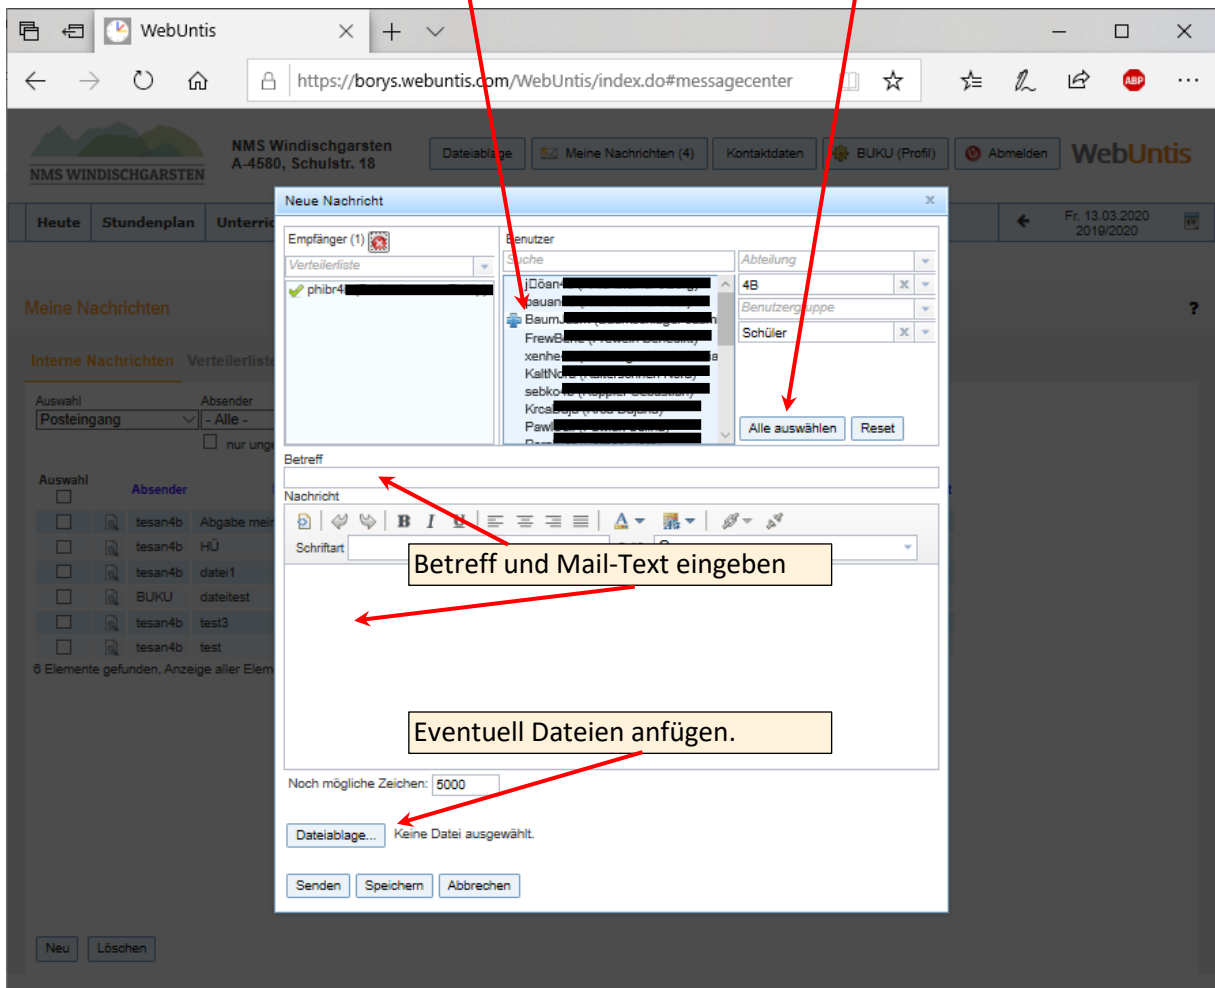 WebUntis
https://borys.webuntis.com/WebUntis/index.do#messagecenter
ABP
NMS WINDISCHGARSTEN
NMS Windischgarsten
A-4580, Schulstr. 18
Dateiablage
Meine Nachrichten (4)
Kontaktdaten
BUKU (Profil)
Abmelden
WebUntis
Heute
Stundenplan
Fr. 13.03.2020
2019/2020
Meine Nachrichten
?
Interne Nachrichten
Auswahl
Absender
Posteingang
- Alle -
Auswahl
Absender
tesan4b
tesan4b HÜ
tesan4b datei1
BUKU dateitest
tesan4b test3
tesan4b test
6 Elemente gefunden, Anzeige aller
Neu
Löschen
Neue Nachricht
x
Empfänger (1)
Verteilerliste
Benutzer
Suche
Abteilung
4B
x
Benutzergruppe
Schüler
x
Alle auswählen
Reset
Betreff
Nachricht
B I U
A
Schriftart
Betreff und Mail-Text eingeben
Eventuell Dateien anfügen.
Noch mögliche Zeichen: 5000
Dateiablage...
Keine Datei ausgewählt.
Senden
Speichern
Abbrechen